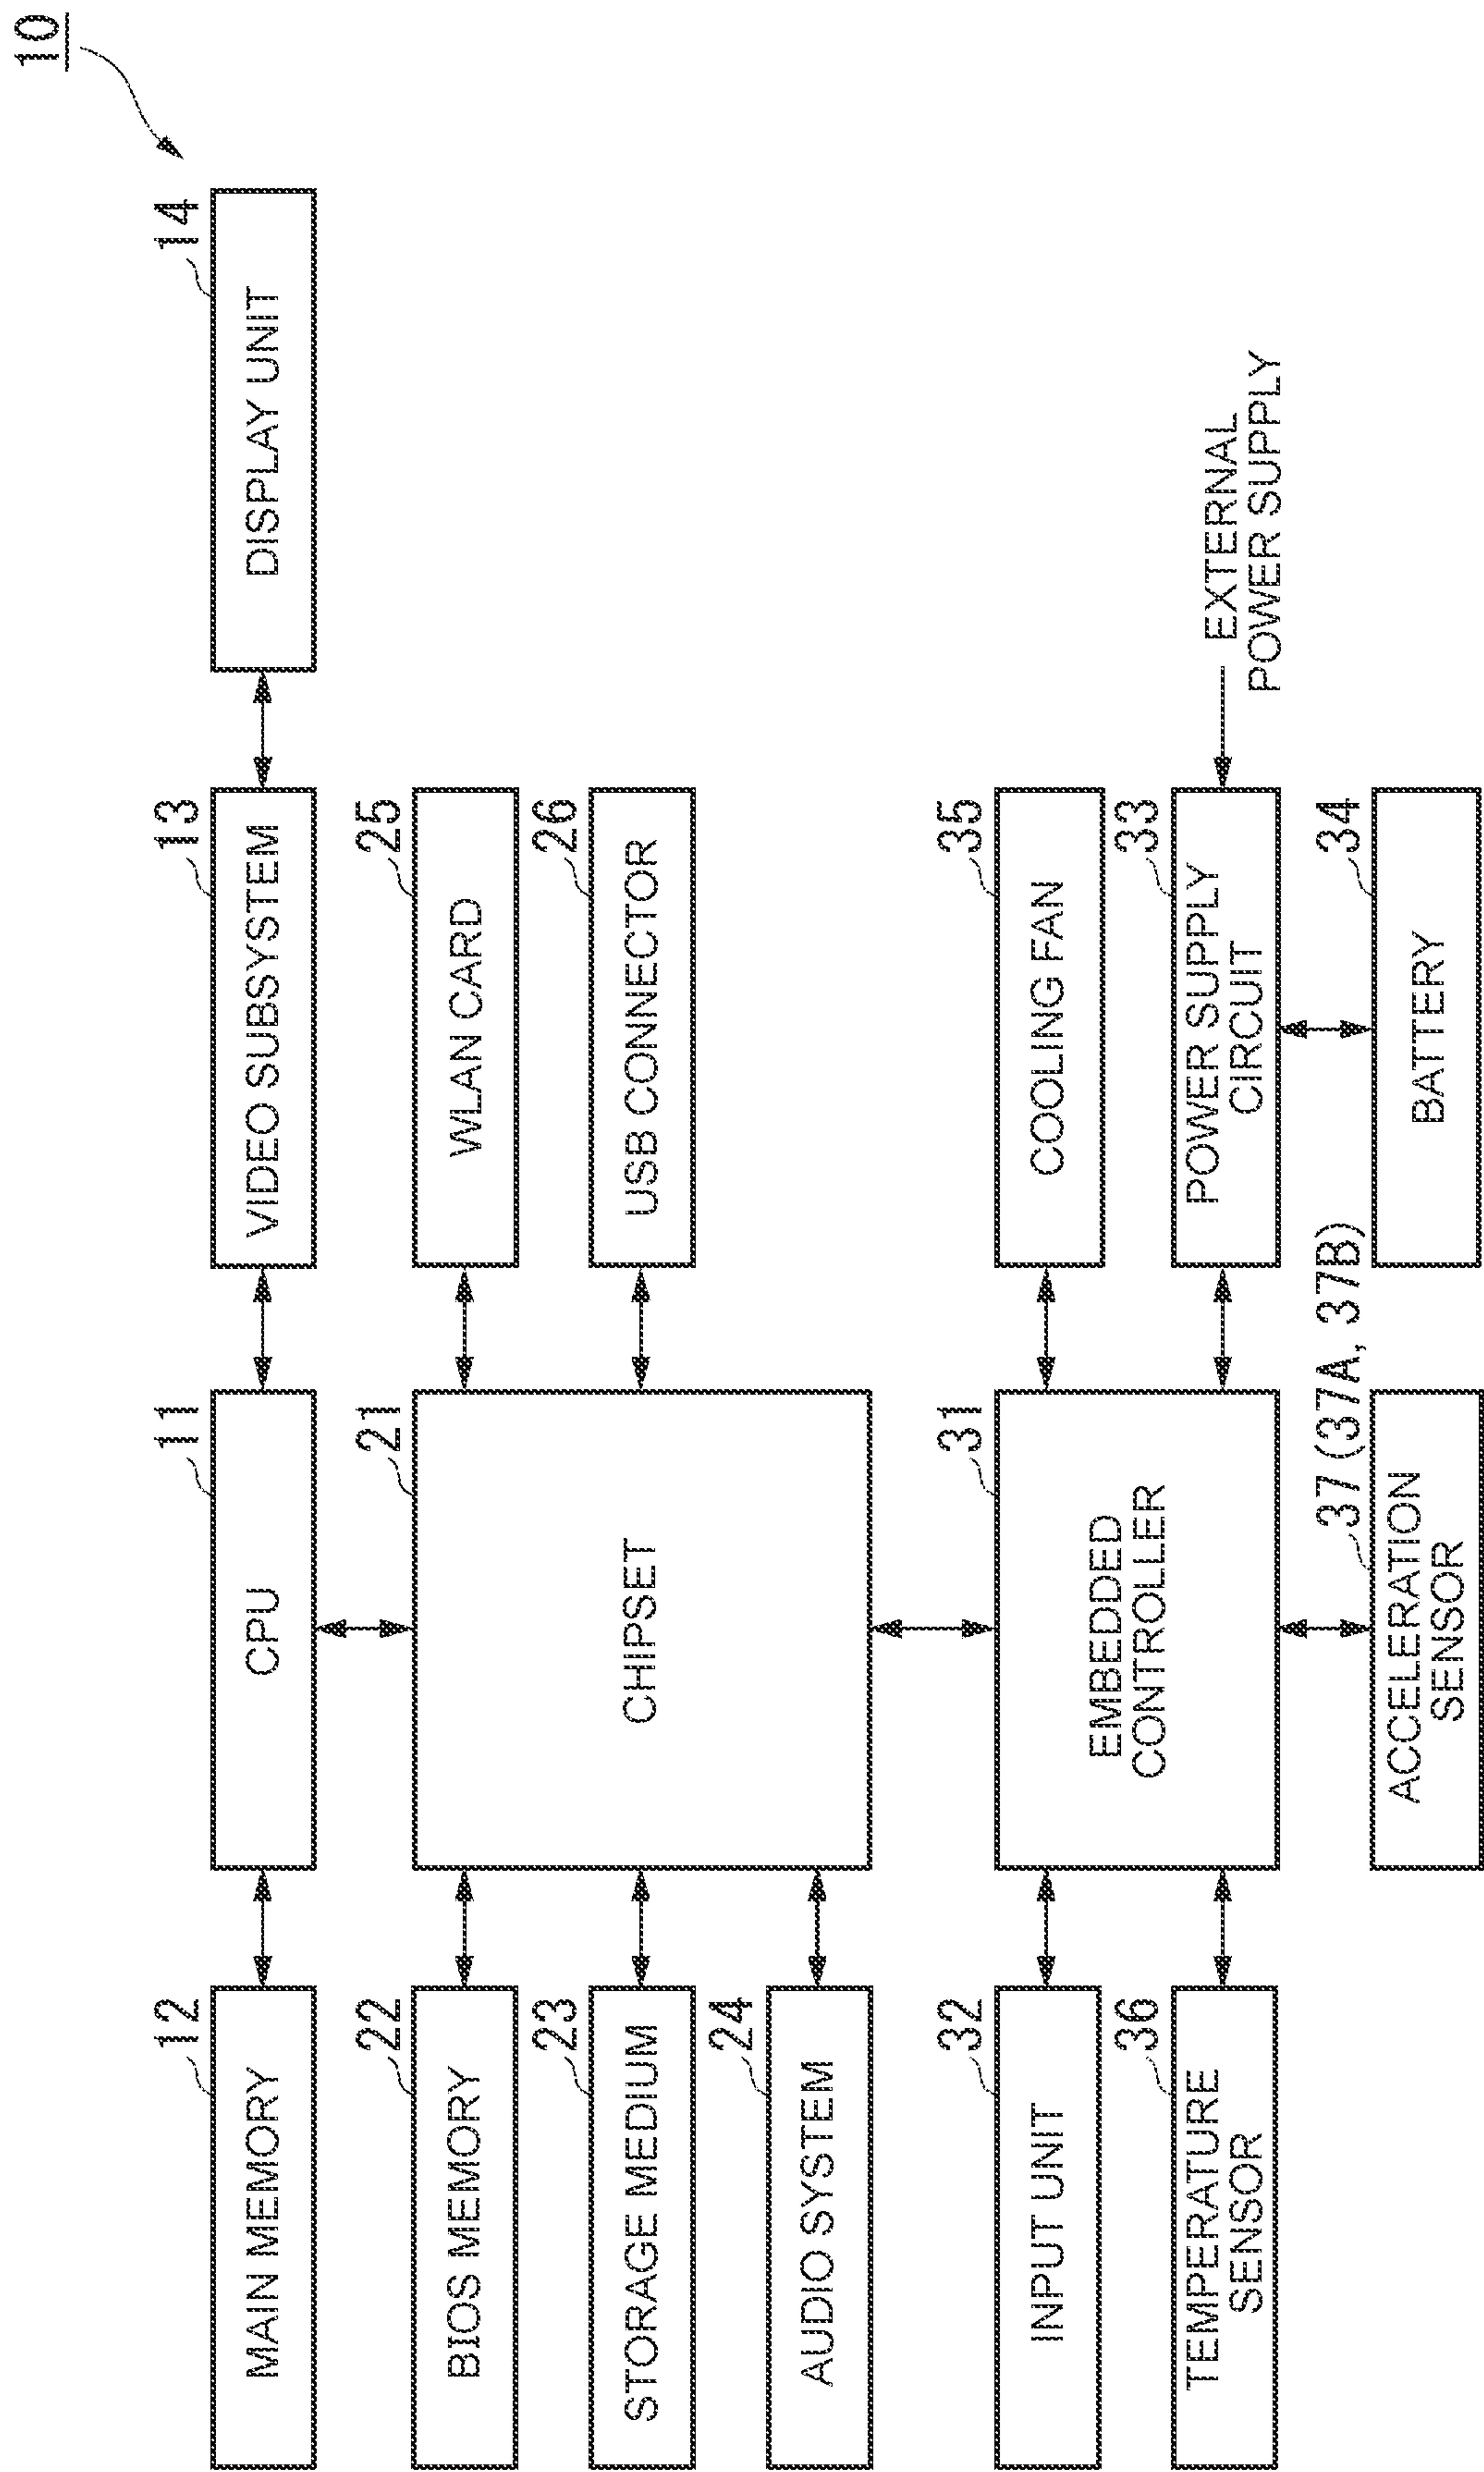 10
12
MAIN MEMORY
11
CPU
13
VIDEO SUBSYSTEM
14
DISPLAY UNIT
22
BIOS MEMORY
21
CHIPSET
25
WLAN CARD
23
STORAGE MEDIUM
26
USB CONNECTOR
24
AUDIO SYSTEM
32
INPUT UNIT
31
EMBEDDED
CONTROLLER
35
COOLING FAN
36
TEMPERATURE
SENSOR
33
POWER SUPPLY
CIRCUIT
EXTERNAL
POWER SUPPLY
37 (37A, 37B)
ACCELERATION
SENSOR
34
BATTERY